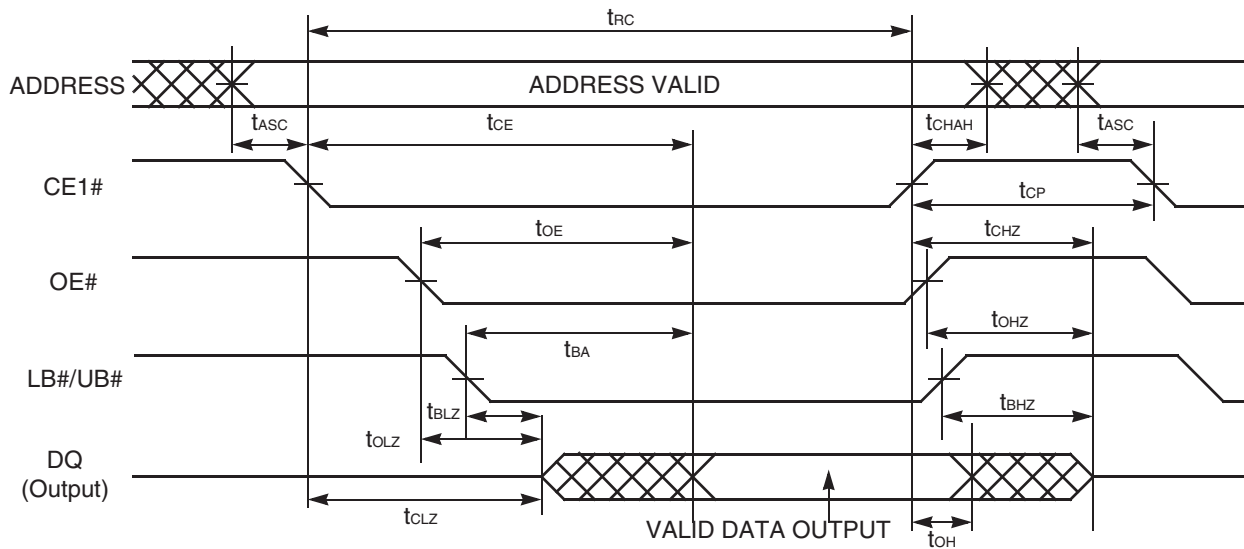 tRC
ADDRESS
ADDRESS VALID
tASC
tCE
tCHAH
tASC
CE1#
tCP
tOE
tCHZ
OE#
tOHZ
tBA
LB#/UB#
tBLZ
tBHZ
tOLZ
DQ
(Output)
tCLZ
VALID DATA OUTPUT
tOH